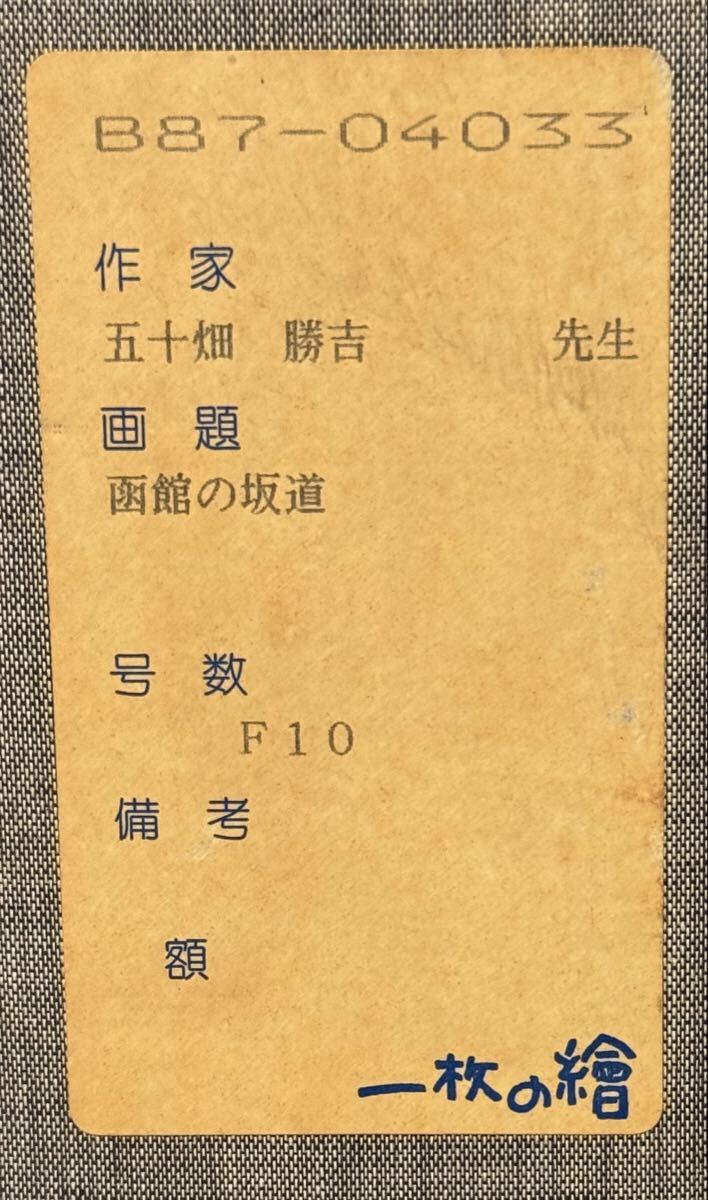 B87-04033
作家
五十畑 勝吉 先生
画題
函館の坂道
号数
F10
備考
額
一枚の繪